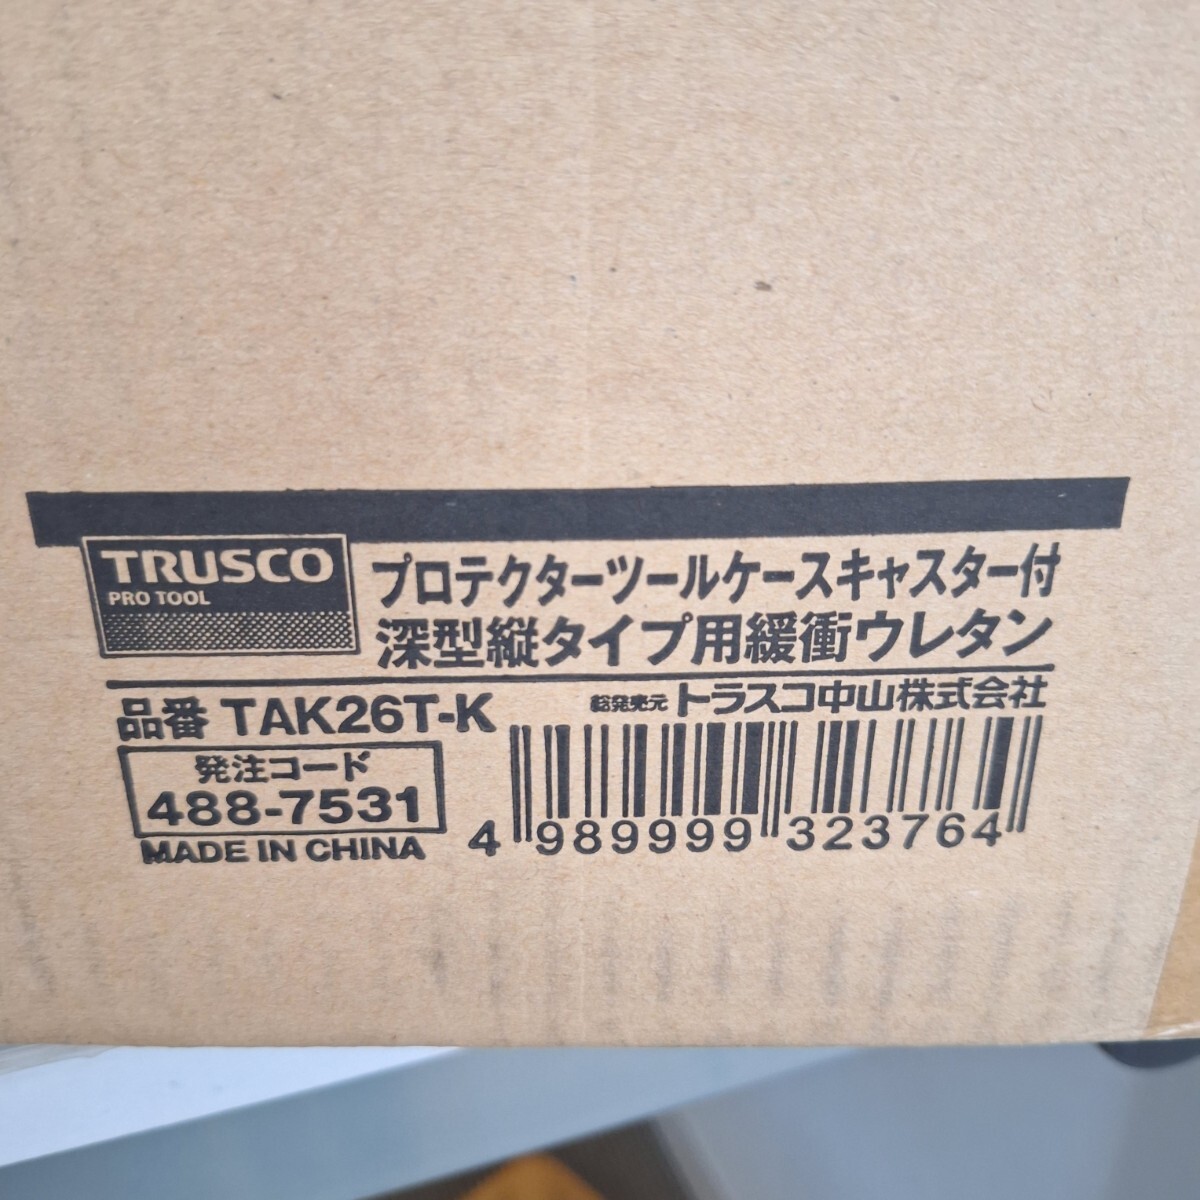 TRUSCO
PRO TOOL
プロテクターツールケースキャスター付
深型縦タイプ用緩衝ウレタン
品番 TAK26T-K
総発売元 トラスコ中山株式会社
発注コード
488-7531
MADE IN CHINA
4 989999 323764